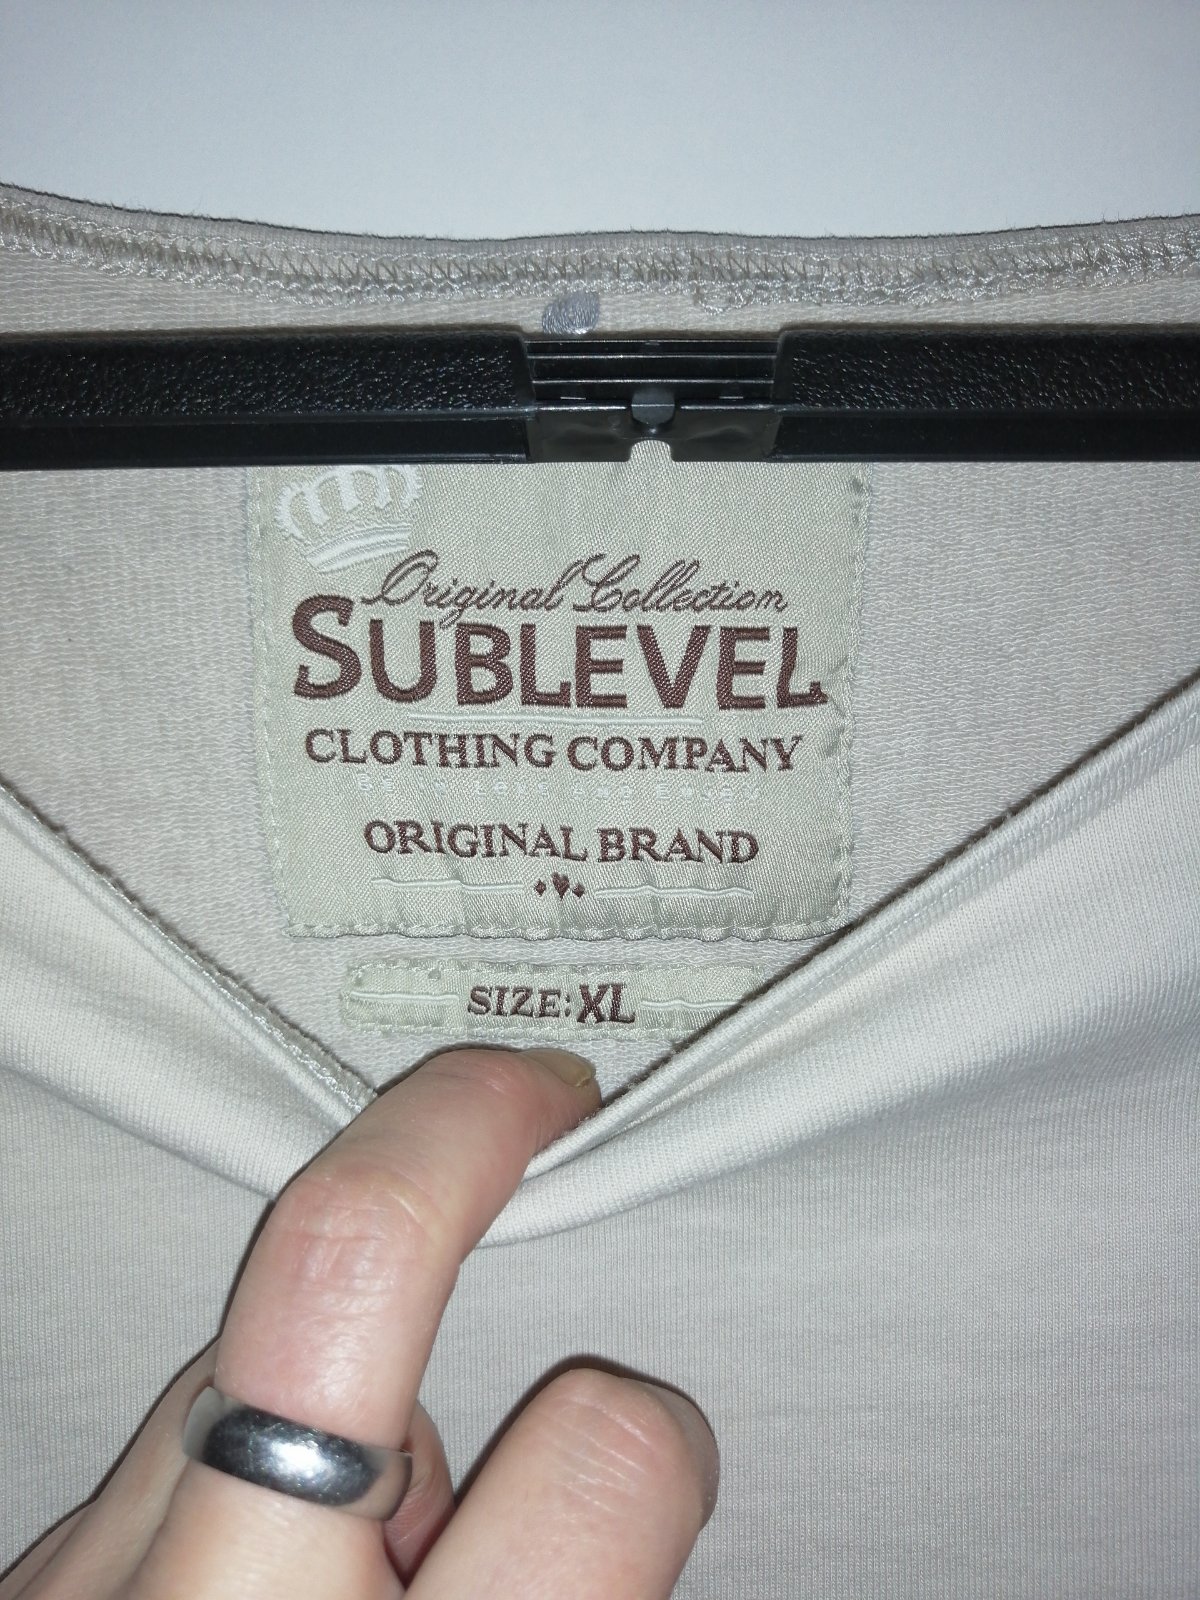 Original Collection
SUBLEVEL
CLOTHING COMPANY
ORIGINAL BRAND
SIZE: XL